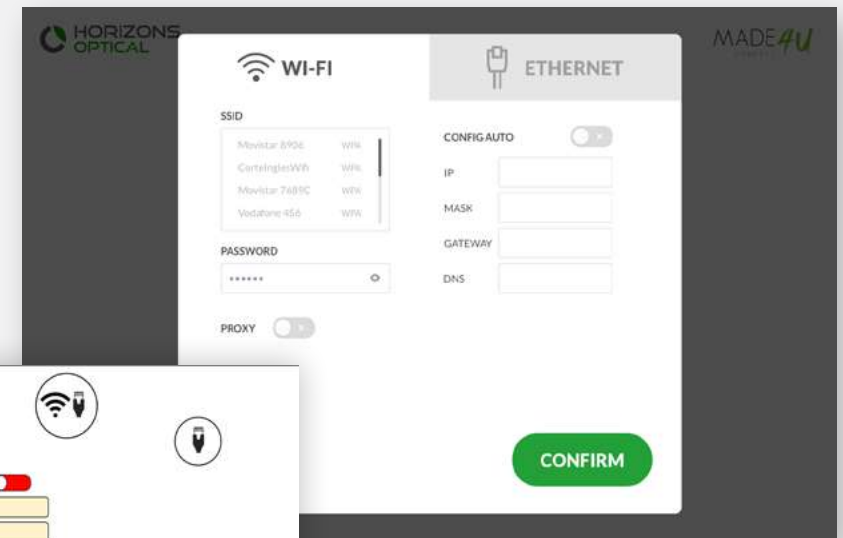 HORIZONS
OPTICAL
MADE4U
WI-FI
ETHERNET
SSID
Movistar 8926 WPA
CorteInglesWifi WPA
Movistar 7689C WPA
Vodafone 456 WPA
PASSWORD
••••••
PROXY
CONFIG AUTO
IP
MASK
GATEWAY
DNS
CONFIRM